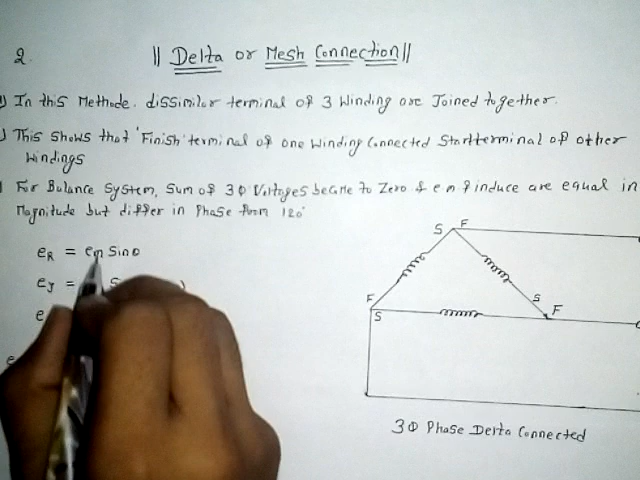 2.
|| Delta or Mesh Connection ||
) In this Methode. dissimilar terminal of 3 Winding are Joined together.
) This Shows that 'Finish' terminal of one Winding Connected Start terminal of other
Windings
For Balance System, Sum of 3Φ Voltages became to Zero & emf induce are equal in
Magnitude but differ in Phase from 120°
eR = em Sinθ
ey =
e
S F
F
S
S
F
3Φ Phase Delta Connected